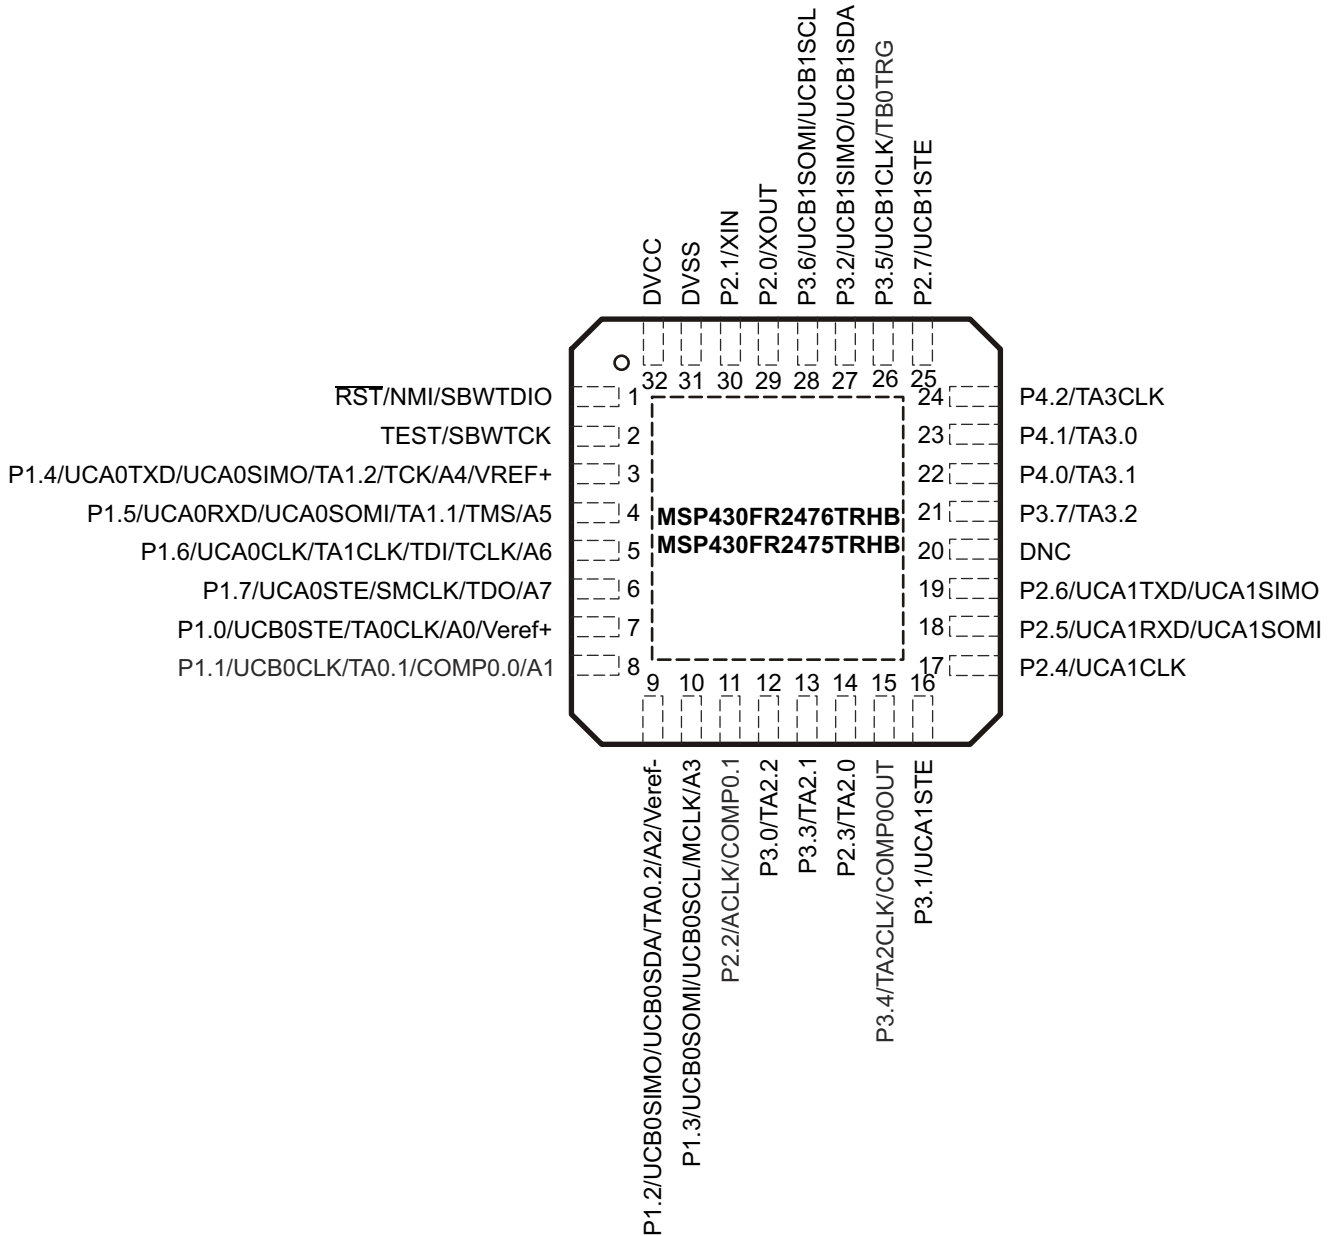 P3.6/UCB1SOMI/UCB1SCL
P3.2/UCB1SIMO/UCB1SDA
P3.5/UCB1CLK/TB0TRG
P2.7/UCB1STE
DVCC
DVSS
P2.1/XIN
P2.0/XOUT
32
31
30
29
28
27
26
25
RST/NMI/SBWTDIO
1
TEST/SBWTCK
2
P1.4/UCA0TXD/UCA0SIMO/TA1.2/TCK/A4/VREF+
3
P1.5/UCA0RXD/UCA0SOMI/TA1.1/TMS/A5
4
P1.6/UCA0CLK/TA1CLK/TDI/TCLK/A6
5
P1.7/UCA0STE/SMCLK/TDO/A7
6
P1.0/UCB0STE/TA0CLK/A0/Veref+
7
P1.1/UCB0CLK/TA0.1/COMP0.0/A1
8
MSP430FR2476TRHB
MSP430FR2475TRHB
24
P4.2/TA3CLK
23
P4.1/TA3.0
22
P4.0/TA3.1
21
P3.7/TA3.2
20
DNC
19
P2.6/UCA1TXD/UCA1SIMO
18
P2.5/UCA1RXD/UCA1SOMI
17
P2.4/UCA1CLK
9
10
11
12
13
14
15
16
P1.2/UCB0SIMO/UCB0SDA/TA0.2/A2/Veref-
P1.3/UCB0SOMI/UCB0SCL/MCLK/A3
P2.2/ACLK/COMP0.1
P3.0/TA2.2
P3.3/TA2.1
P2.3/TA2.0
P3.4/TA2CLK/COMP0OUT
P3.1/UCA1STE